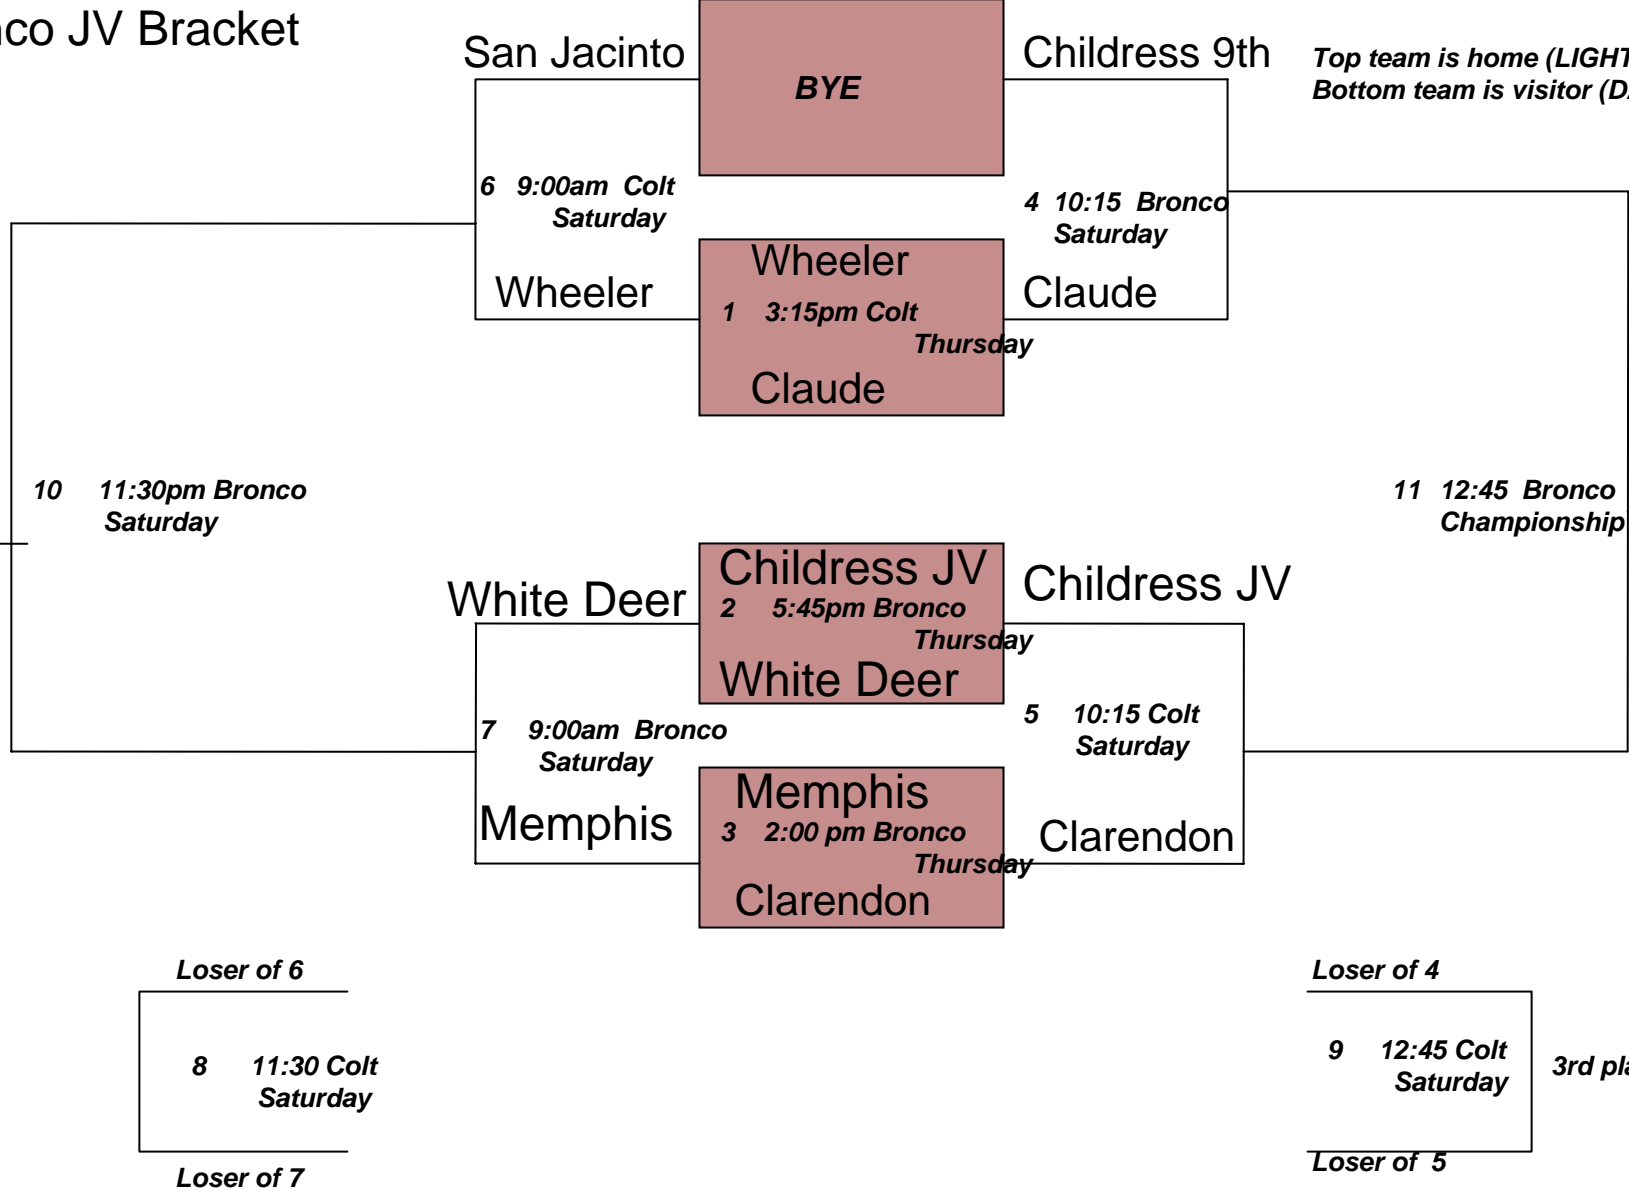 JV Bracket
San Jacinto
BYE
Childress 9th
Top team is home
Bottom team is visitor
6 9:00am Colt
Saturday
4 10:15 Bronco
Saturday
Wheeler
Wheeler
1 3:15pm Colt
Thursday
Claude
Claude
10 11:30pm Bronco
Saturday
11 12:45 Bronco
Championship
White Deer
Childress JV
2 5:45pm Bronco
Thursday
White Deer
Childress JV
7 9:00am Bronco
Saturday
5 10:15 Colt
Saturday
Memphis
Memphis
3 2:00 pm Bronco
Thursday
Clarendon
Clarendon
Loser of 6
8 11:30 Colt
Saturday
Loser of 7
Loser of 4
9 12:45 Colt
Saturday
3rd
Loser of 5